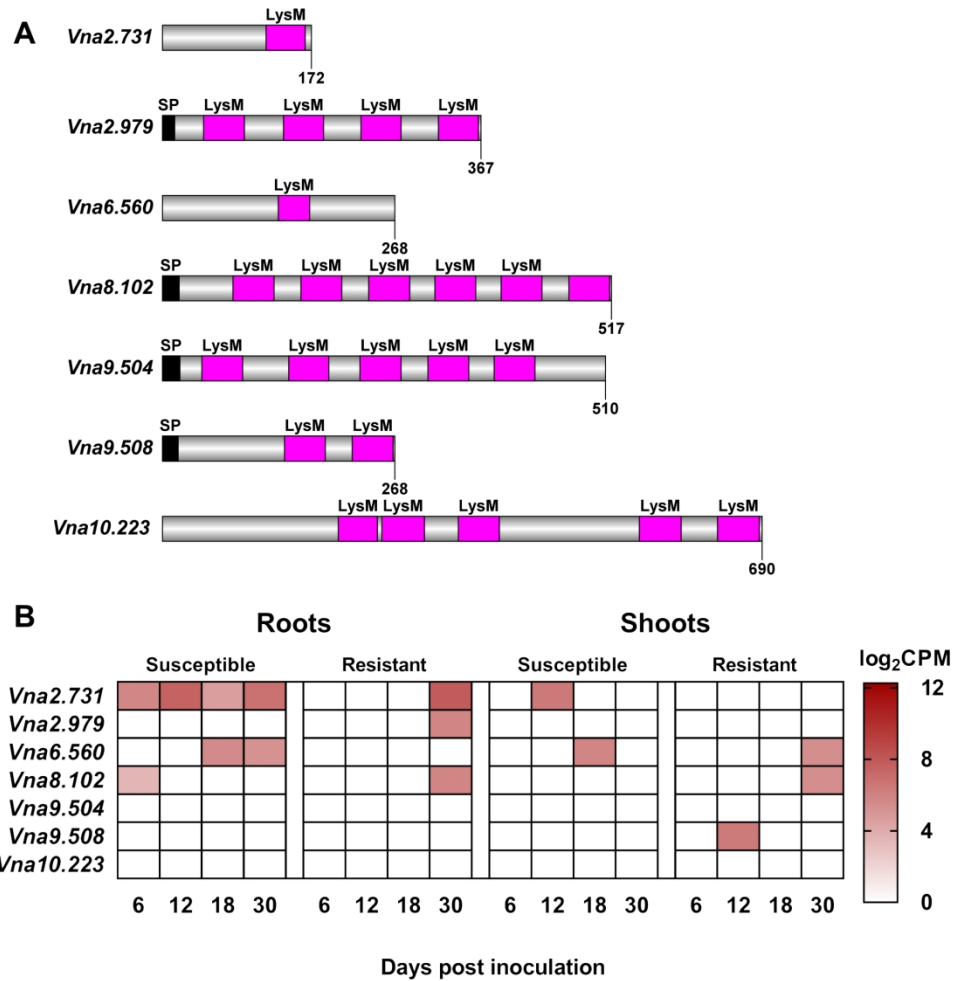 A
LysM
Vna2.731
172
SP LysM LysM LysM LysM
Vna2.979
367
LysM
Vna6.560
268
SP LysM LysM LysM LysM LysM
Vna8.102
517
SP LysM LysM LysM LysM LysM
Vna9.504
510
SP LysM LysM
Vna9.508
268
LysM LysM LysM LysM LysM
Vna10.223
690
B
Roots Shoots
Susceptible Resistant Susceptible Resistant log₂CPM
Vna2.731
Vna2.979
Vna6.560
Vna8.102
Vna9.504
Vna9.508
Vna10.223
12
8
4
0
6 12 18 30 6 12 18 30 6 12 18 30 6 12 18 30
Days post inoculation